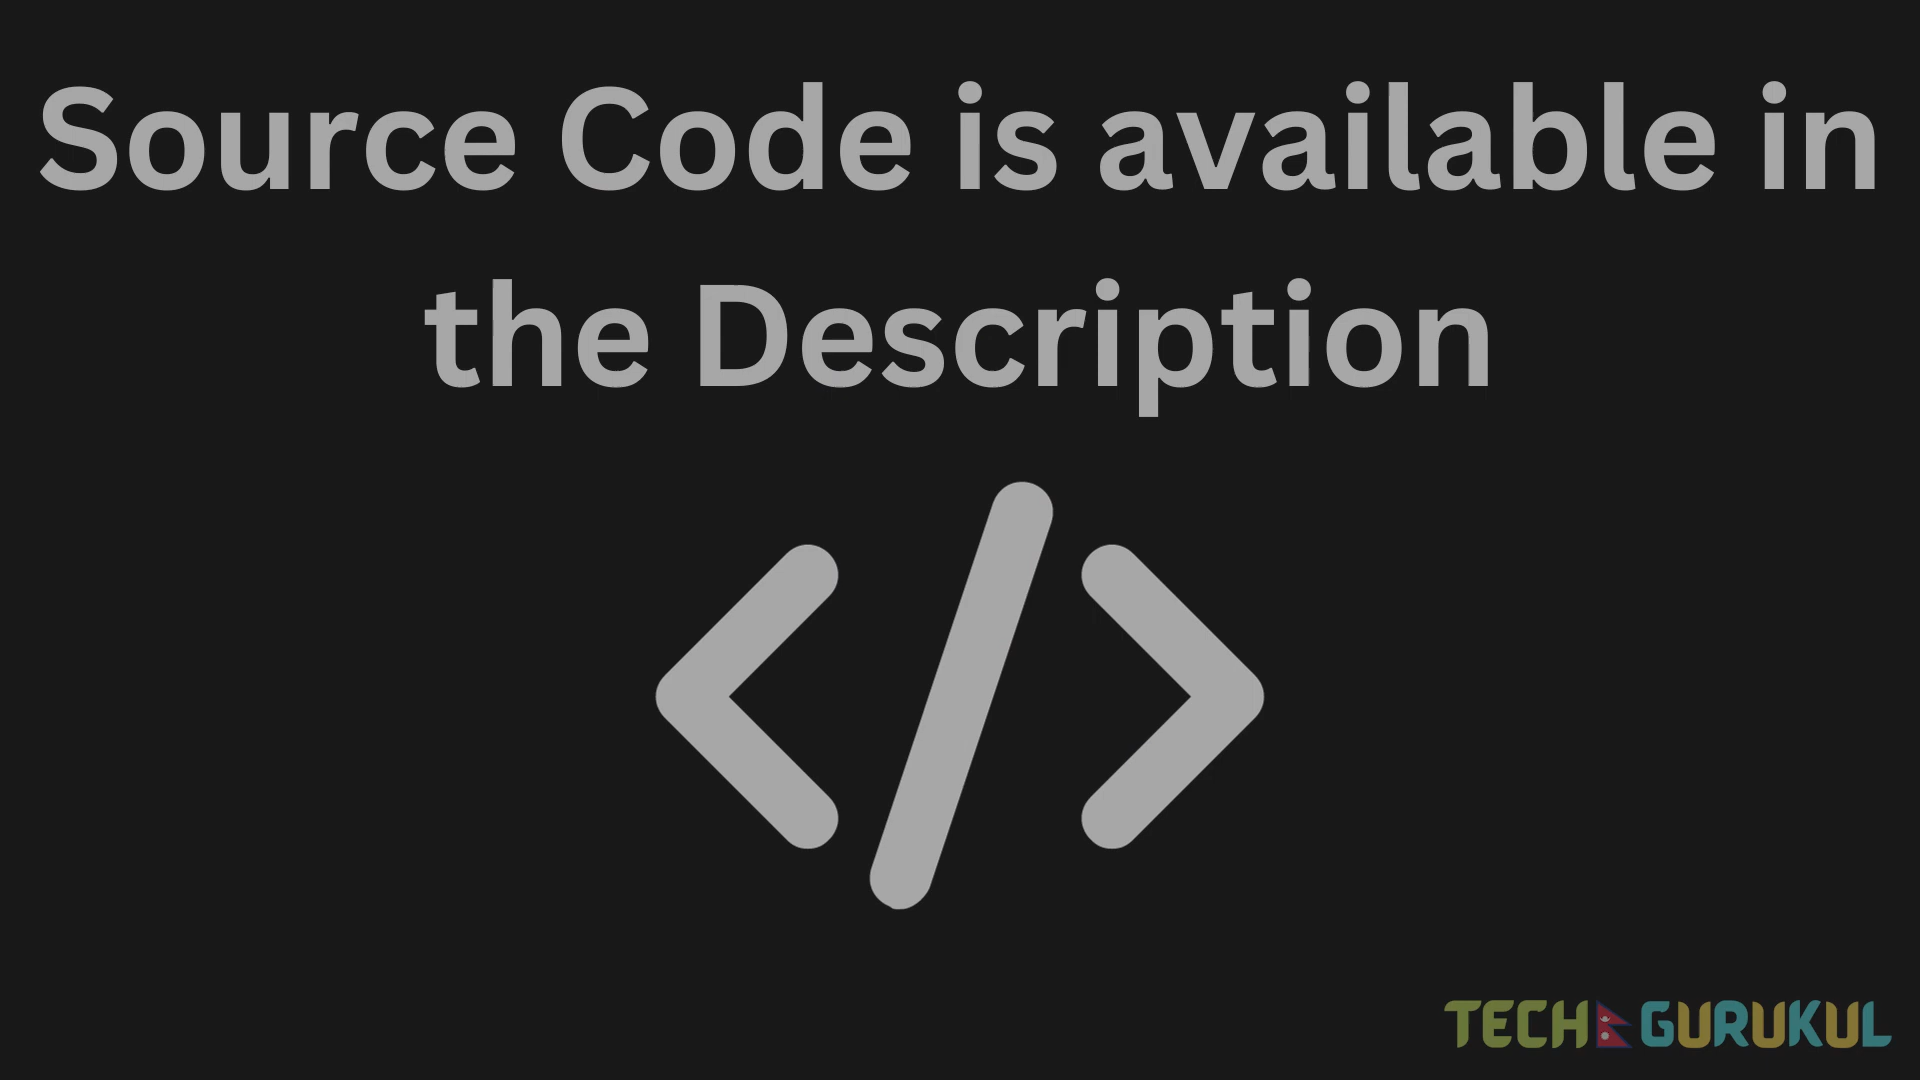 Source Code is available in
the Description
</>
TECH GURUKUL